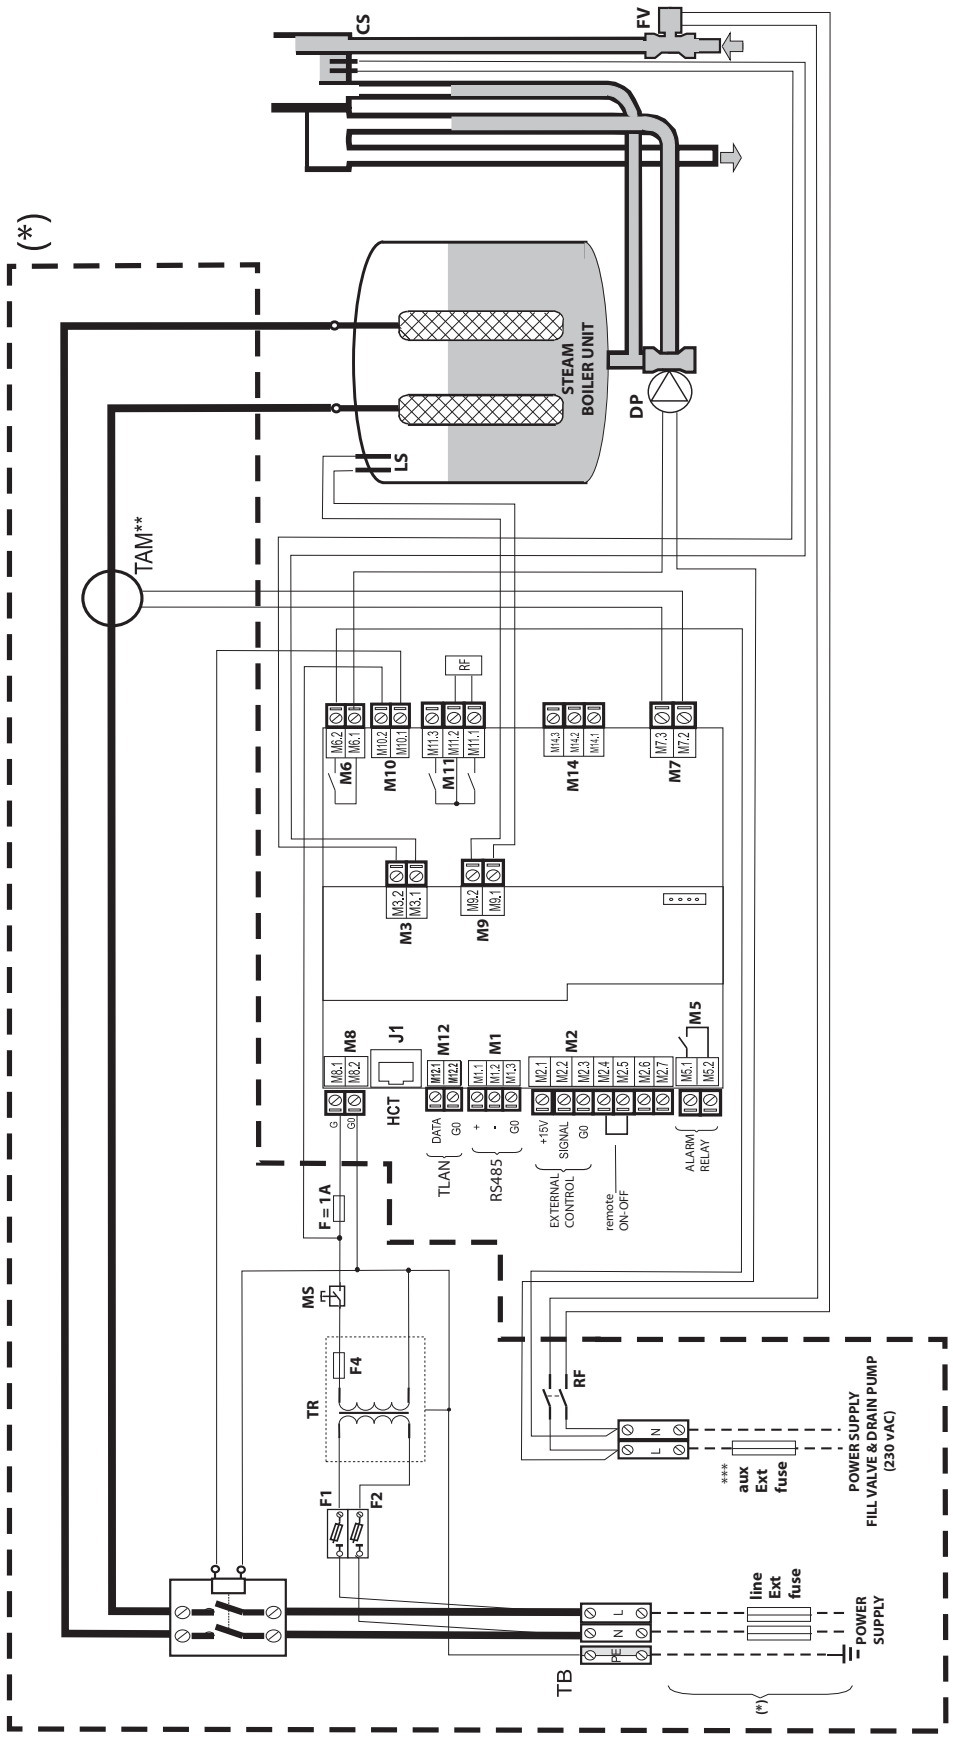 CS
FV
(*)
TAM**
STEAM
BOILER UNIT
DP
LS
RF
M6.2
M6.1
M6
M10.2
M10.1
M10
M11.3
M11.2
M11.1
M11
M14.3
M14.2
M14.1
M14
M7.3
M7.2
M7
M3.2
M3.1
M3
M9.2
M9.1
M9
M8.1
M8.2
M8
J1
HCT
M12.1
M12.2
M12
M1.1
M1.2
M1.3
M1
M2.1
M2.2
M2.3
M2.4
M2.5
M2.6
M2.7
M2
M5.1
M5.2
M5
G
G0
DATA
G0
TLAN
+
-
G0
RS485
+15V
SIGNAL
G0
EXTERNAL
CONTROL
remote
ON-OFF
ALARM
RELAY
F = 1A
MS
F4
TR
F1
F2
RF
L
N
***
aux
Ext
fuse
POWER SUPPLY
FILL VALVE & DRAIN PUMP
(230 vAC)
L
N
PE
TB
line
Ext
fuse
POWER
SUPPLY
(*)